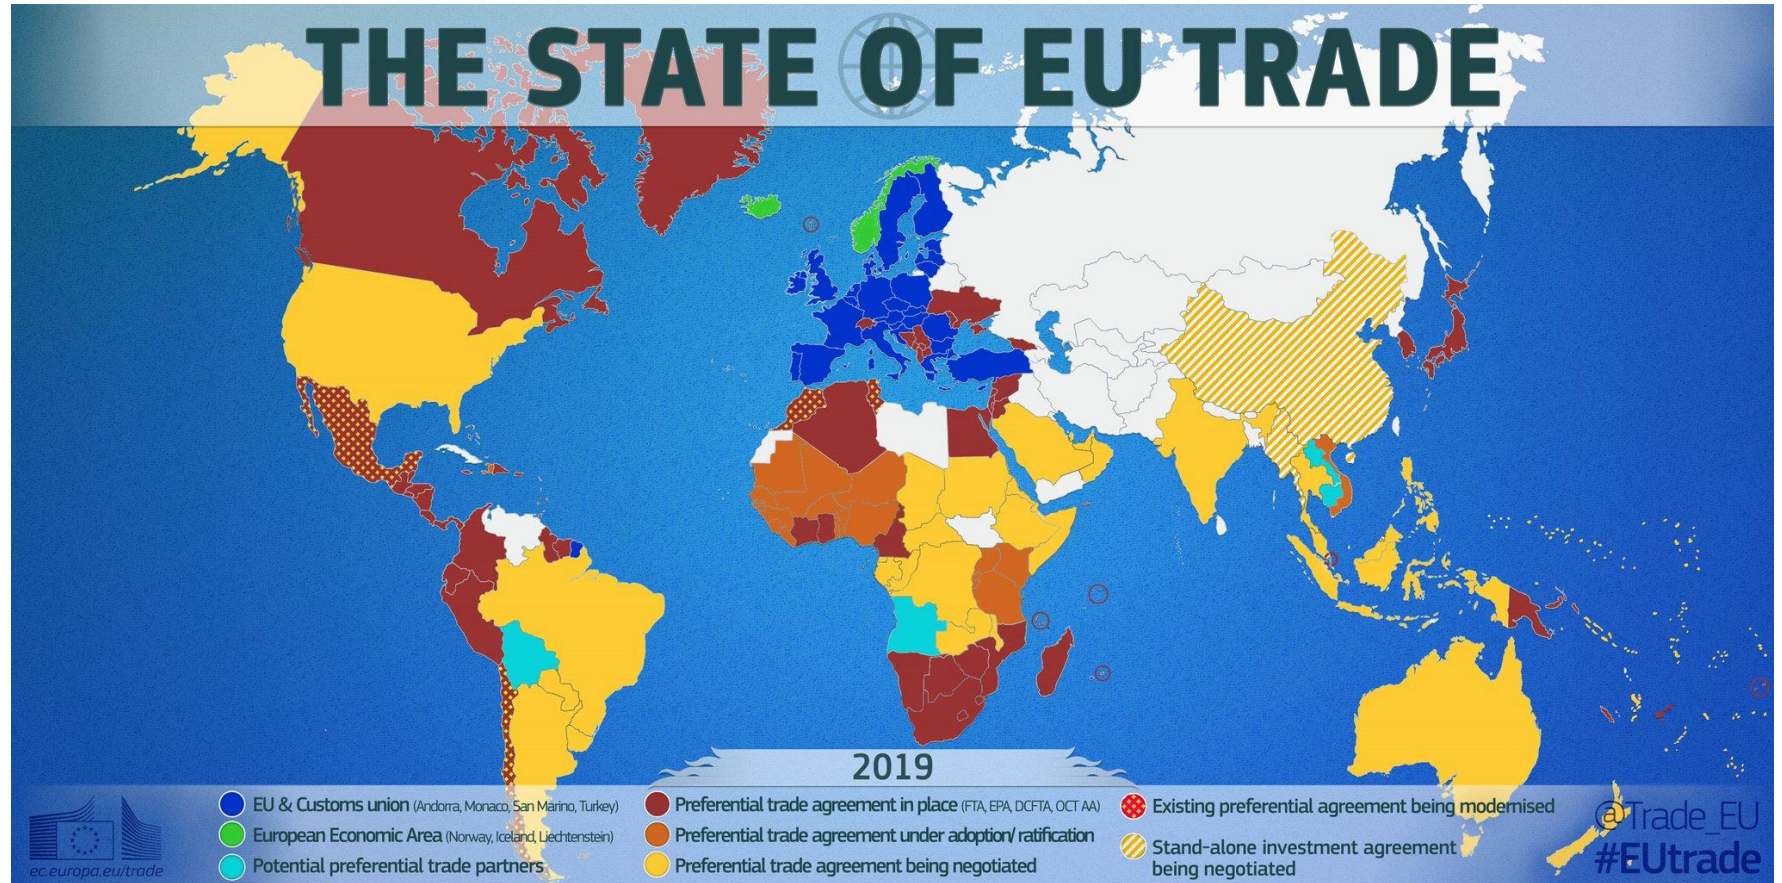 THE STATE OF EU TRADE
2019
EU & Customs union (Andorra, Monaco, San Marino, Turkey)
European Economic Area (Norway, Iceland, Liechtenstein)
Potential preferential trade partners
Preferential trade agreement in place (FTA, EPA, DCFTA, OCT AA)
Preferential trade agreement under adoption/ratification
Preferential trade agreement being negotiated
Existing preferential agreement being modernised
Stand-alone investment agreement
being negotiated
ec.europa.eu/trade
@Trade_EU
#EUtrade